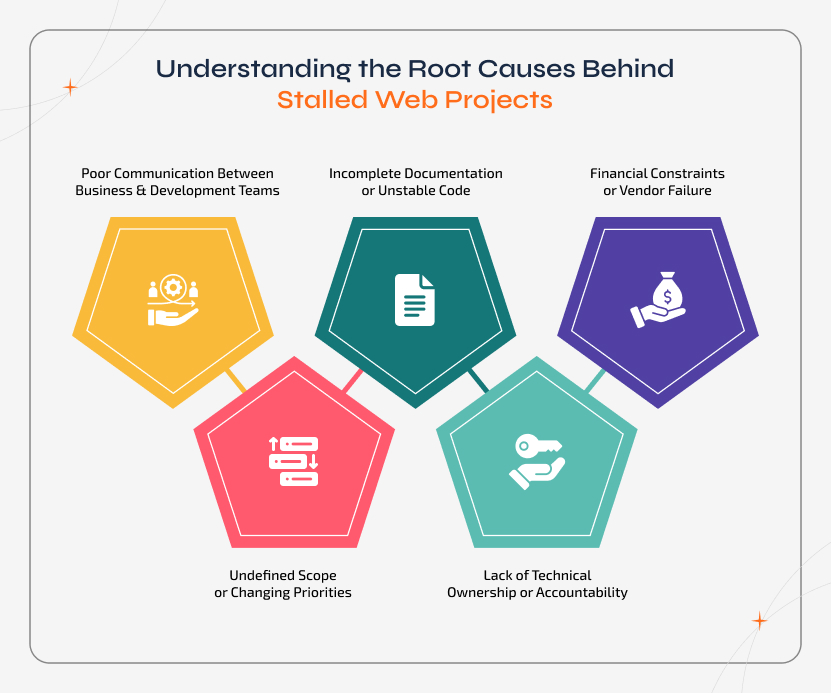 Understanding the Root Causes Behind
Stalled Web Projects
Poor Communication Between
Business & Development Teams
Incomplete Documentation
or Unstable Code
Financial Constraints
or Vendor Failure
$
Undefined Scope
or Changing Priorities
Lack of Technical
Ownership or Accountability